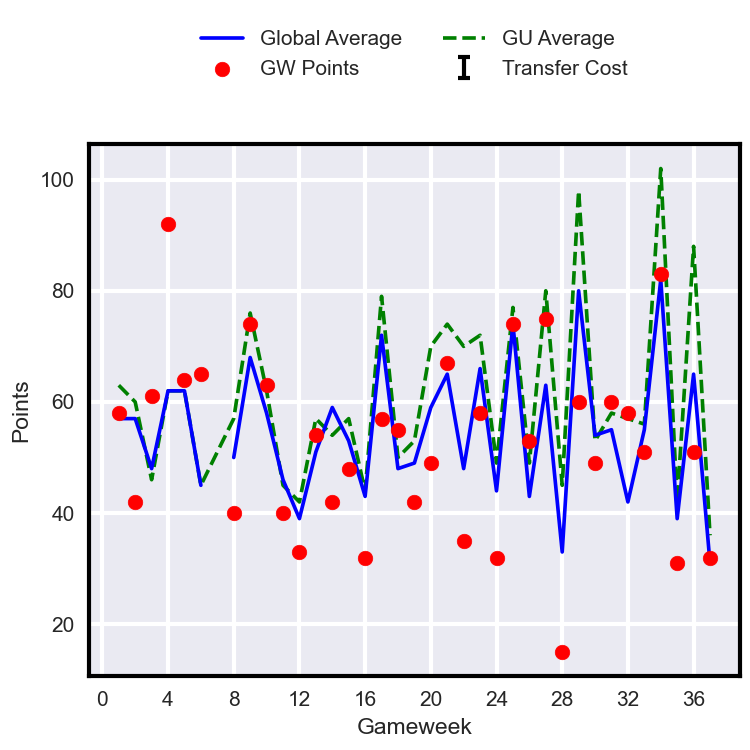 Global Average GU Average
GW Points Transfer Cost
100
80
60
40
20
Points
0 4 8 12 16 20 24 28 32 36
Gameweek